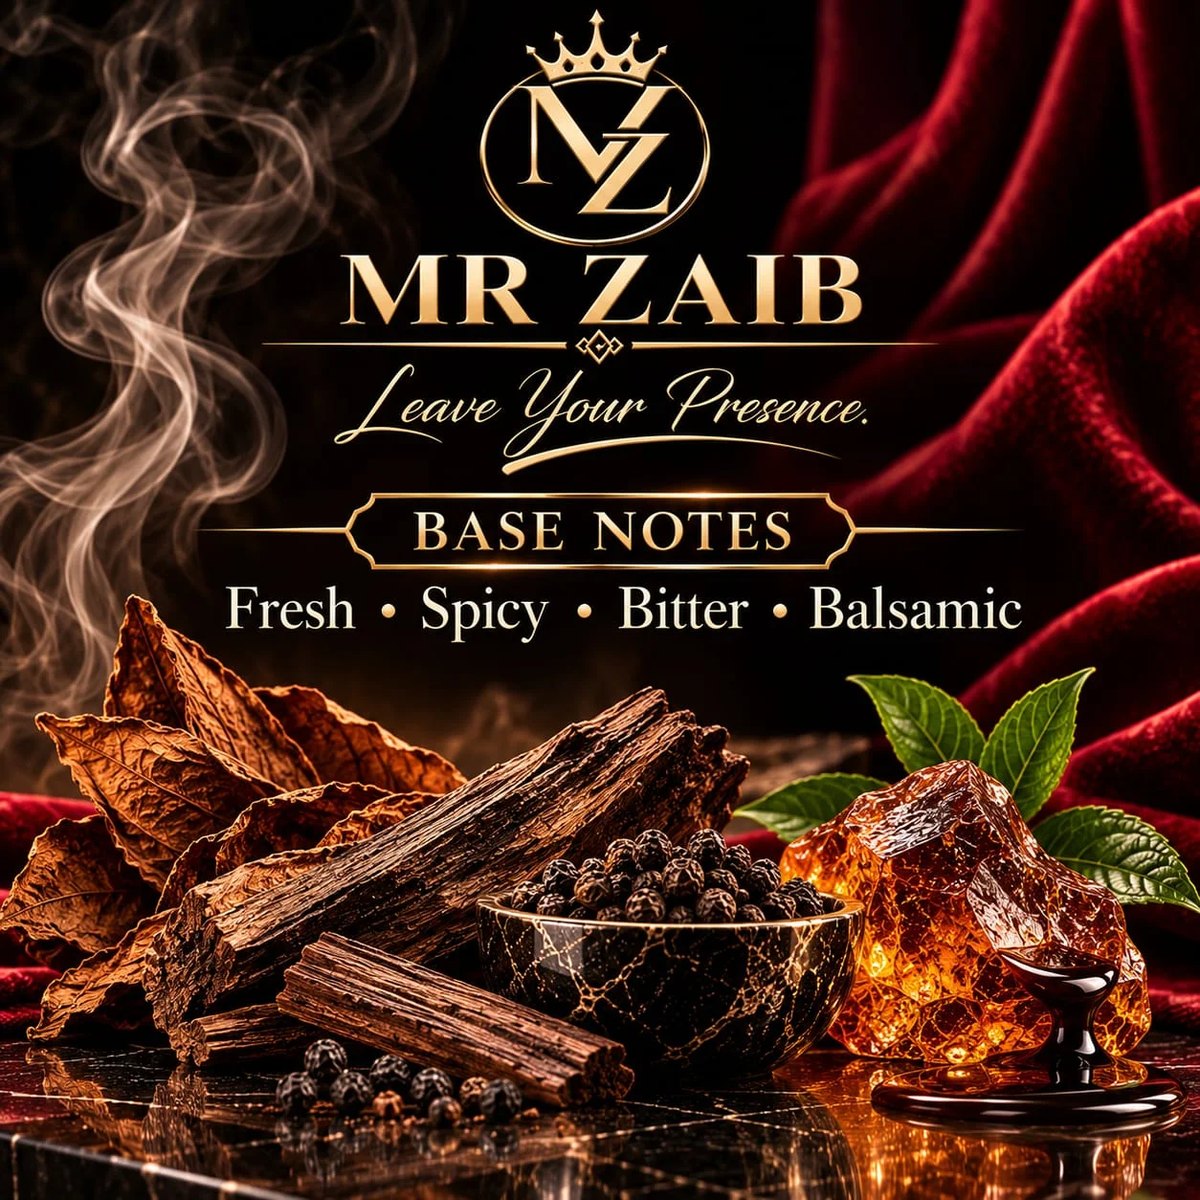 MZ
MR ZAIB
Leave Your Presence.
BASE NOTES
Fresh • Spicy • Bitter • Balsamic